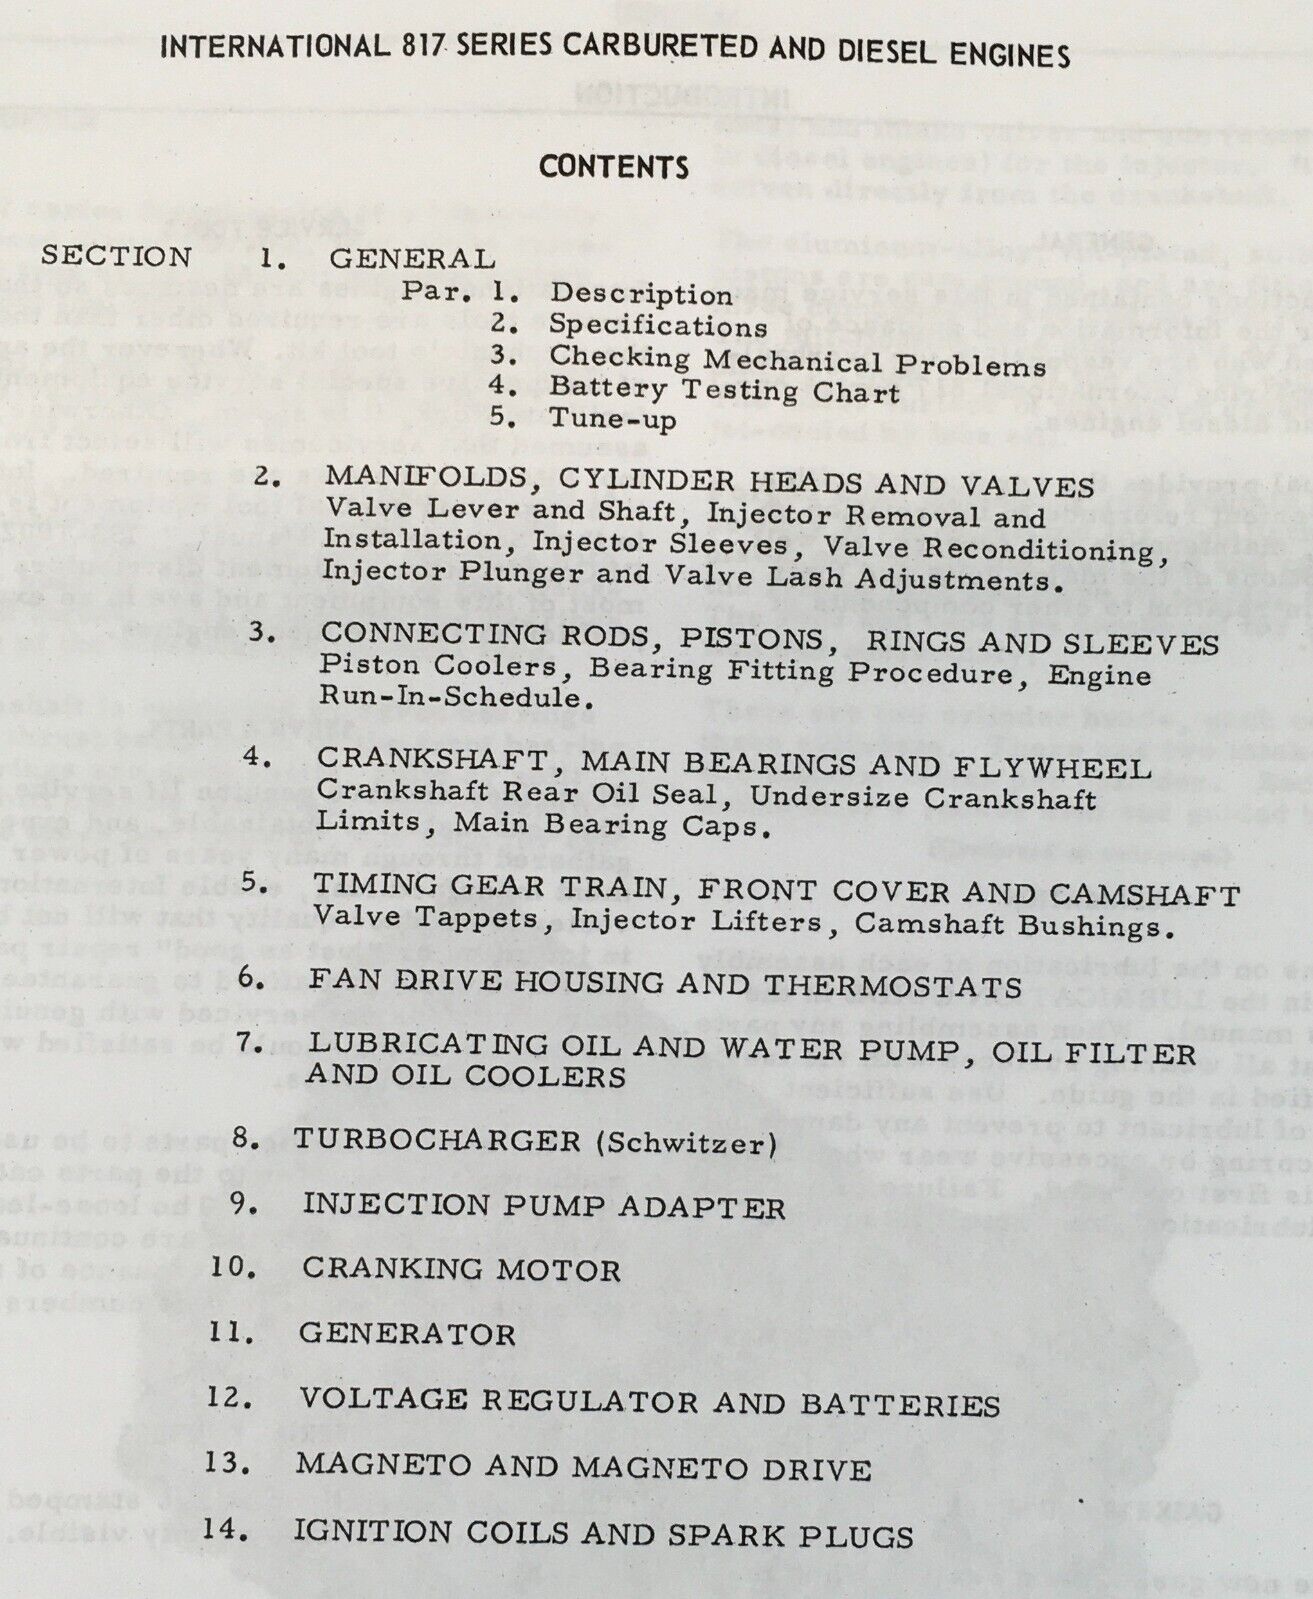 INTERNATIONAL 817 SERIES CARBURETED AND DIESEL ENGINES
CONTENTS
SECTION 1. GENERAL
Par. 1. Description
2. Specifications
3. Checking Mechanical Problems
4. Battery Testing Chart
5. Tune-up
2. MANIFOLDS, CYLINDER HEADS AND VALVES
Valve Lever and Shaft, Injector Removal and
Installation, Injector Sleeves, Valve Reconditioning,
Injector Plunger and Valve Lash Adjustments.
3. CONNECTING RODS, PISTONS, RINGS AND SLEEVES
Piston Coolers, Bearing Fitting Procedure, Engine
Run-In-Schedule.
4. CRANKSHAFT, MAIN BEARINGS AND FLYWHEEL
Crankshaft Rear Oil Seal, Undersize Crankshaft
Limits, Main Bearing Caps.
5. TIMING GEAR TRAIN, FRONT COVER AND CAMSHAFT
Valve Tappets, Injector Lifters, Camshaft Bushings.
6. FAN DRIVE HOUSING AND THERMOSTATS
7. LUBRICATING OIL AND WATER PUMP, OIL FILTER
AND OIL COOLERS
8. TURBOCHARGER (Schwitzer)
9. INJECTION PUMP ADAPTER
10. CRANKING MOTOR
11. GENERATOR
12. VOLTAGE REGULATOR AND BATTERIES
13. MAGNETO AND MAGNETO DRIVE
14. IGNITION COILS AND SPARK PLUGS